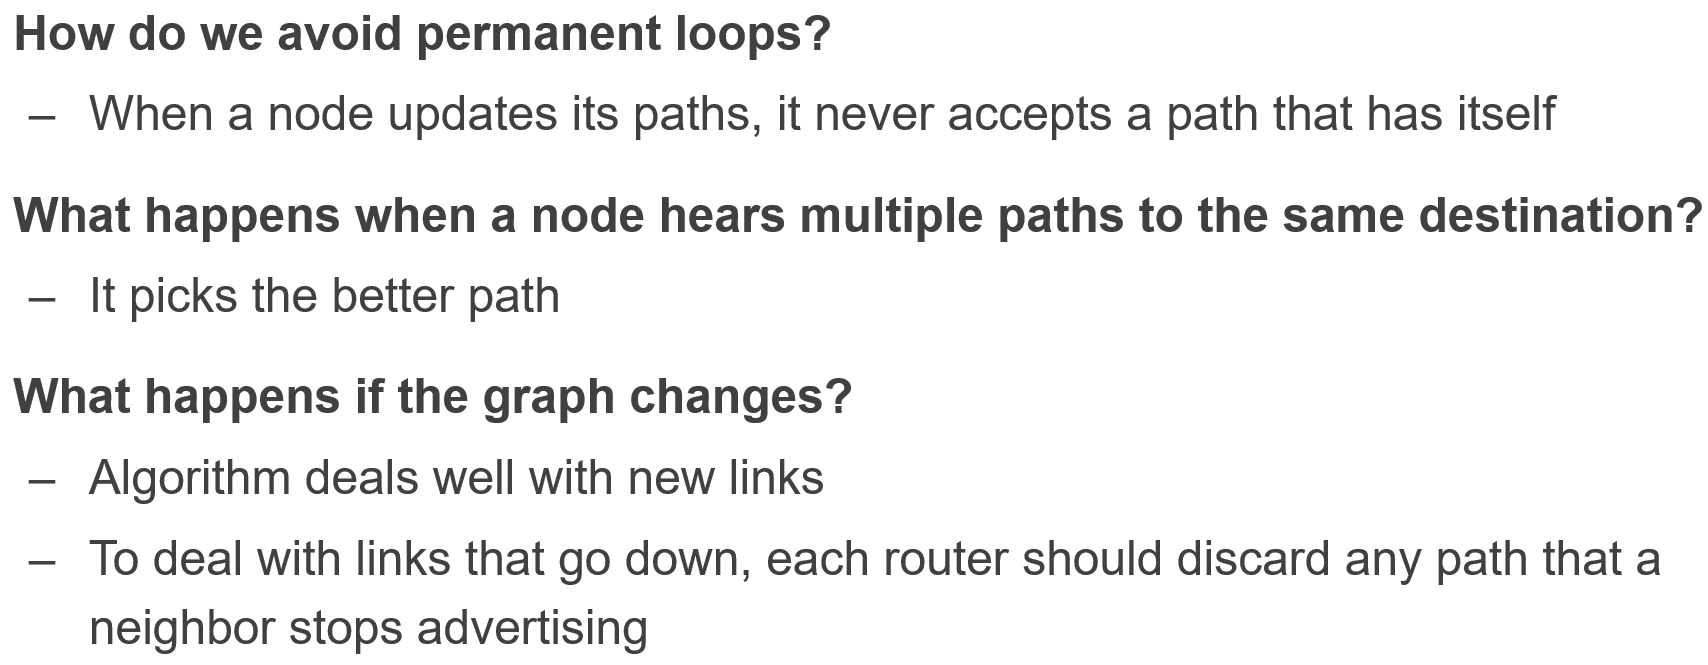 How do we avoid permanent loops?
– When a node updates its paths, it never accepts a path that has itself
What happens when a node hears multiple paths to the same destination?
– It picks the better path
What happens if the graph changes?
– Algorithm deals well with new links
– To deal with links that go down, each router should discard any path that a
neighbor stops advertising